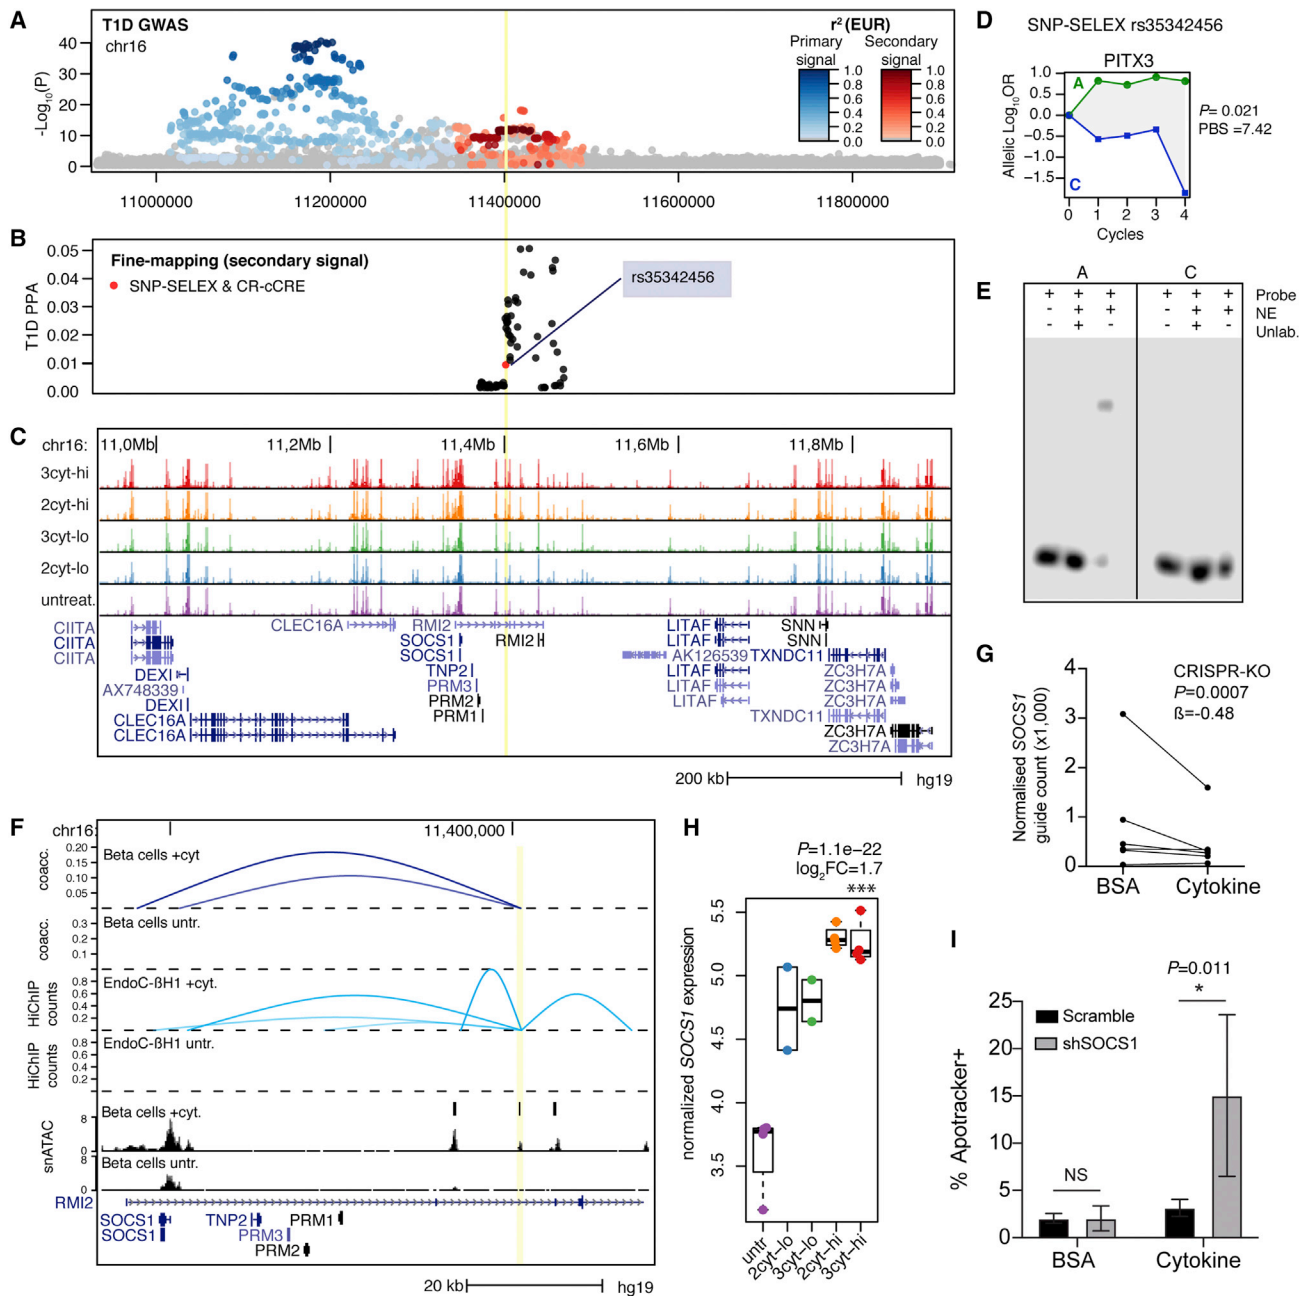 A
T1D GWAS
chr16
r² (EUR)
Primary signal
Secondary signal
1.0
0.8
0.6
0.4
0.2
0.0
1.0
0.8
0.6
0.4
0.2
0.0
-Log₁₀(P)
40
30
20
10
0
11000000
11200000
11400000
11600000
11800000
B
Fine-mapping (secondary signal)
SNP-SELEX & CR-cCRE
rs35342456
T1D PPA
0.05
0.04
0.03
0.02
0.01
0.00
C
chr16:
11,0Mb
11,2Mb
11,4Mb
11,6Mb
11,8Mb
3cyt-hi
2cyt-hi
3cyt-lo
2cyt-lo
untreat.
CIITA
CLEC16A
RMI2
LITAF
SNN
CIITA
SOCS1
RMI2
LITAF
SNN
CIITA
SOCS1
AK126539
TXNDC11
DEXI
TNP2
LITAF
ZC3H7A
AX748339
PRM3
LITAF
ZC3H7A
DEXI
PRM2
LITAF
ZC3H7A
CLEC16A
PRM1
TXNDC11
CLEC16A
ZC3H7A
ZC3H7A
200 kb
hg19
D
SNP-SELEX rs35342456
PITX3
A
C
Allelic Log₁₀OR
1.0
0.5
0.0
−0.5
−1.0
−1.5
0 1 2 3 4
Cycles
P= 0.021
PBS =7.42
E
A C
+ + + + + + Probe
- + + - + + NE
- + - - + - Unlab.
F
chr16:
11,400,000
coacc.
0.20
0.15
0.10
0.05
Beta cells +cyt
coacc.
0.3
0.2
0.1
Beta cells untr.
HiChIP counts
0.8
0.6
0.4
0.2
EndoC-ßH1 +cyt.
HiChIP counts
0.8
0.6
0.4
0.2
EndoC-ßH1 untr.
snATAC
8
0
Beta cells +cyt.
8
0
Beta cells untr.
RMI2
SOCS1
TNP2
PRM1
SOCS1
PRM3
PRM2
20 kb
hg19
G
CRISPR-KO
P=0.0007
ß=-0.48
Normalised SOCS1
guide count (x1,000)
4
3
2
1
0
BSA
Cytokine
H
P=1.1e−22
log₂FC=1.7
***
normalized SOCS1 expression
5.5
5.0
4.5
4.0
3.5
untr
2cyt−lo
3cyt−lo
2cyt−hi
3cyt−hi
I
P=0.011
*
NS
Scramble
shSOCS1
% Apotracker+
25
20
15
10
5
0
BSA
Cytokine